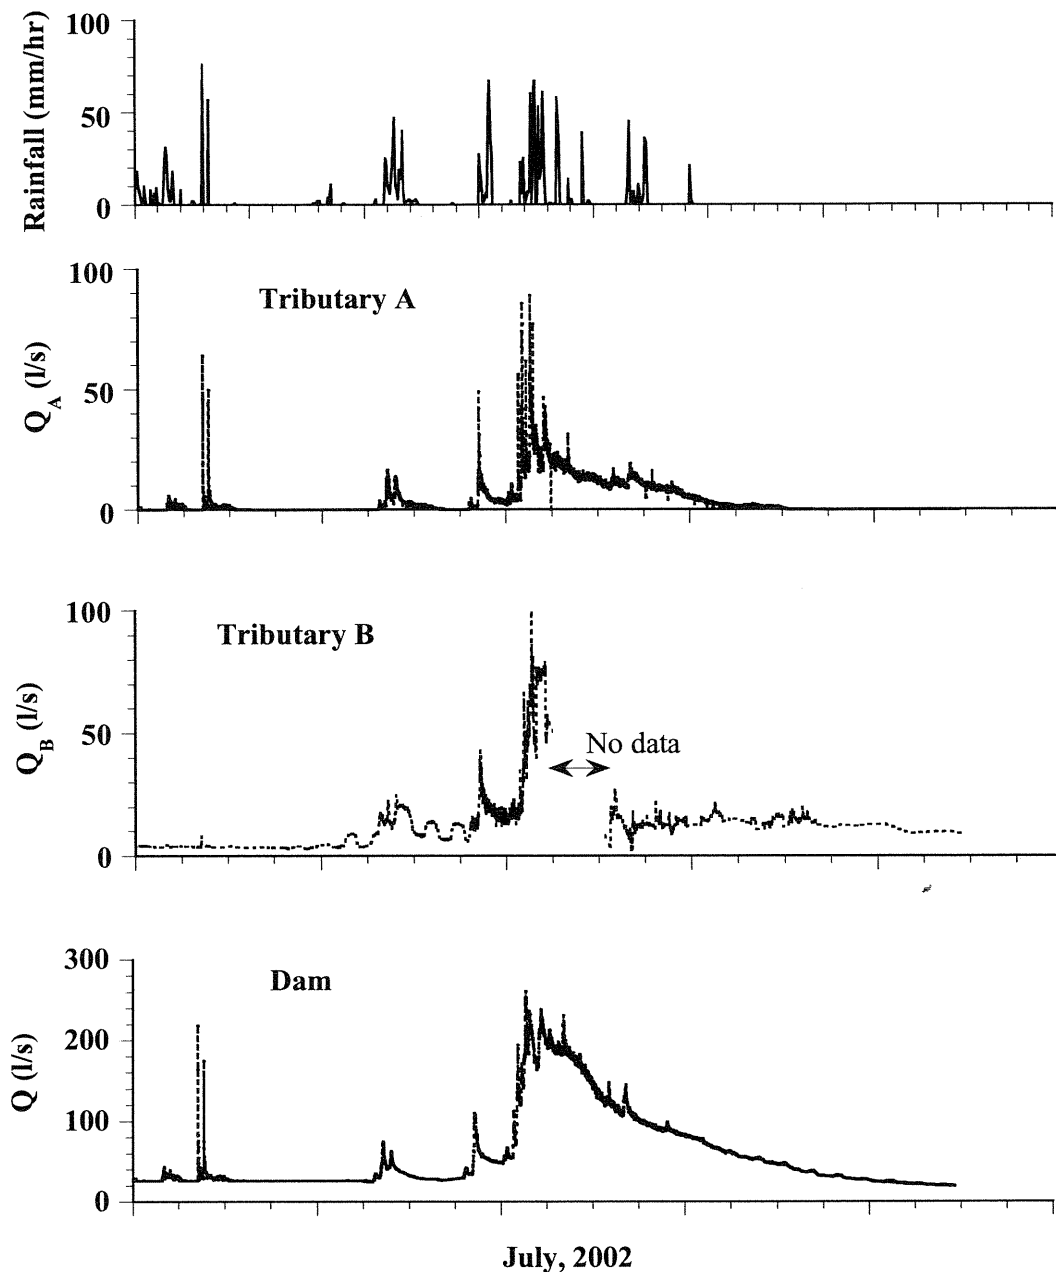 100
50
0
Rainfall (mm/hr)
Tributary A
100
50
0
Q_A (l/s)
Tributary B
100
50
0
Q_B (l/s)
No data
Dam
300
200
100
0
Q (l/s)
July, 2002